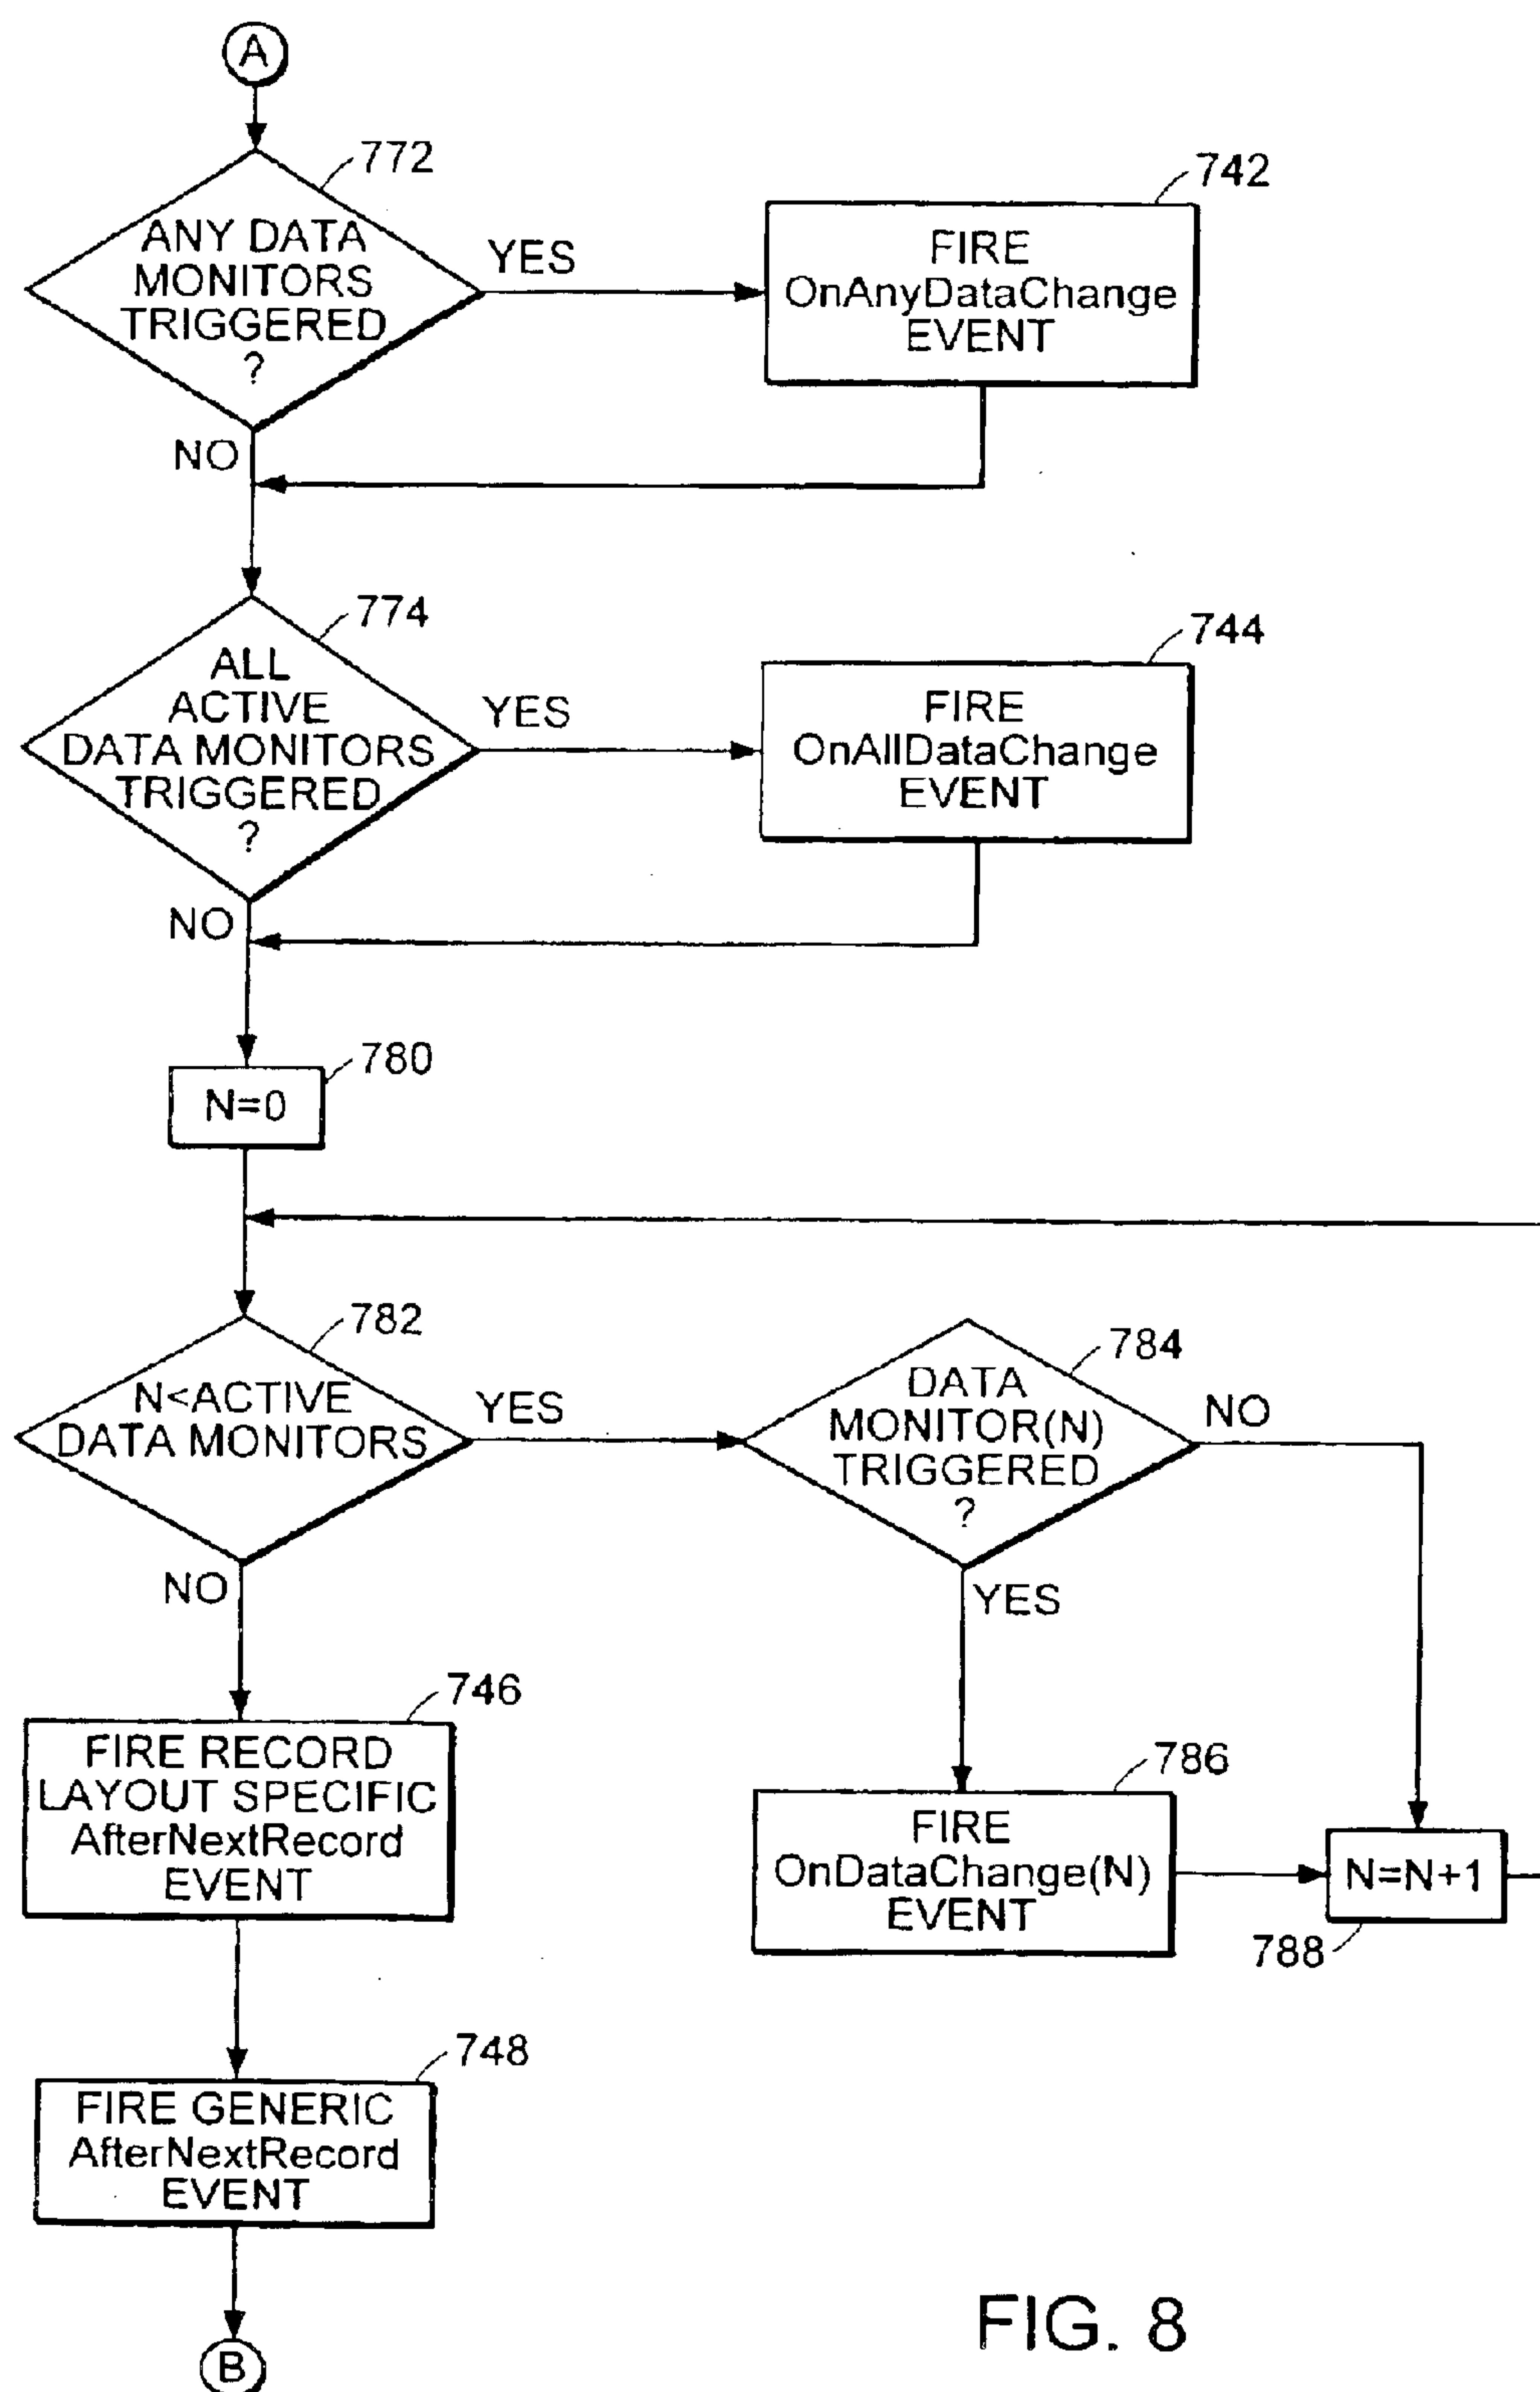 A
772
ANY DATA
MONITORS
TRIGGERED
?
YES
NO
742
FIRE
OnAnyDataChange
EVENT
774
ALL
ACTIVE
DATA MONITORS
TRIGGERED
?
YES
NO
744
FIRE
OnAllDataChange
EVENT
780
N=0
782
N<ACTIVE
DATA MONITORS
YES
NO
784
DATA
MONITOR(N)
TRIGGERED
?
NO
YES
746
FIRE RECORD
LAYOUT SPECIFIC
AfterNextRecord
EVENT
786
FIRE
OnDataChange(N)
EVENT
N=N+1
788
748
FIRE GENERIC
AfterNextRecord
EVENT
B
FIG. 8